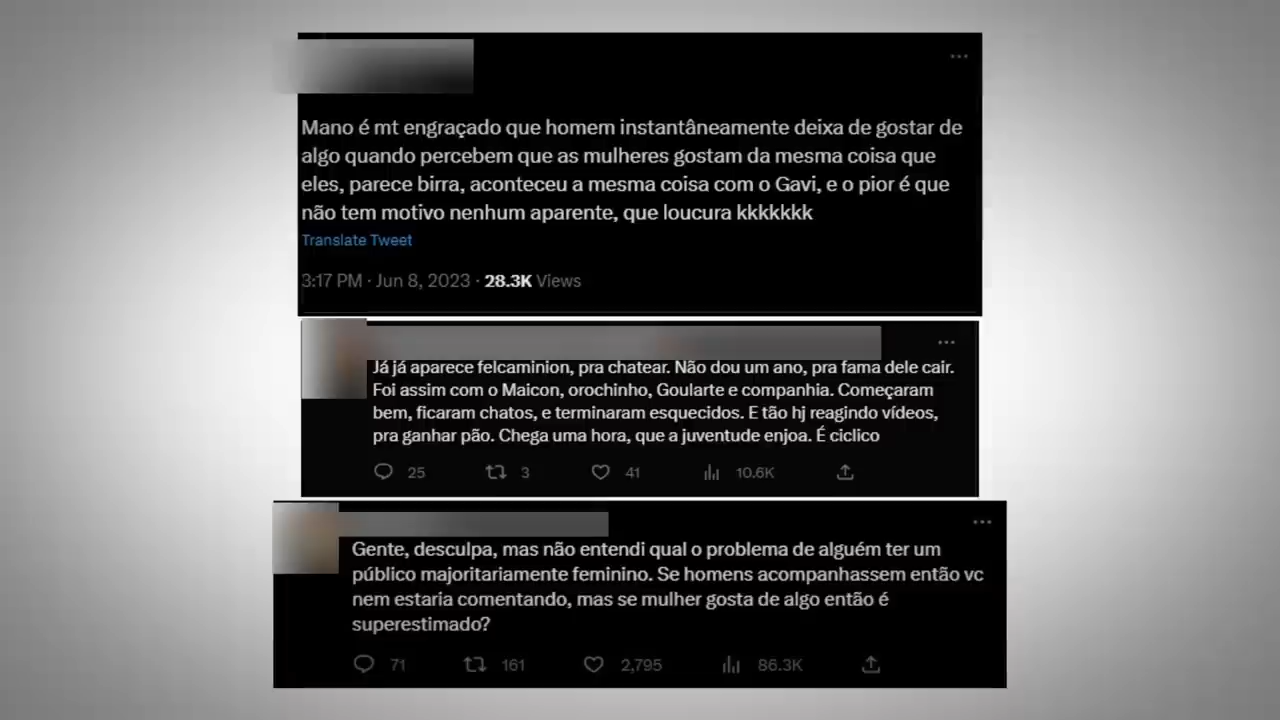 Mano é mt engraçado que homem instantâneamente deixa de gostar de
algo quando percebem que as mulheres gostam da mesma coisa que
eles, parece birra, aconteceu a mesma coisa com o Gavi, e o pior é que
não tem motivo nenhum aparente, que loucura kkkkkkk
Translate Tweet
3:17 PM · Jun 8, 2023 · 28.3K Views
Já já aparece felcaminion, pra chatear. Não dou um ano, pra fama dele cair.
Foi assim com o Maicon, orochinho, Goularte e companhia. Começaram
bem, ficaram chatos, e terminaram esquecidos. E tão hj reagindo vídeos,
pra ganhar pão. Chega uma hora, que a juventude enjoa. É ciclico
25 3 41 10.6K
Gente, desculpa, mas não entendi qual o problema de alguém ter um
público majoritariamente feminino. Se homens acompanhassem então vc
nem estaria comentando, mas se mulher gosta de algo então é
superestimado?
71 161 2,795 86.3K